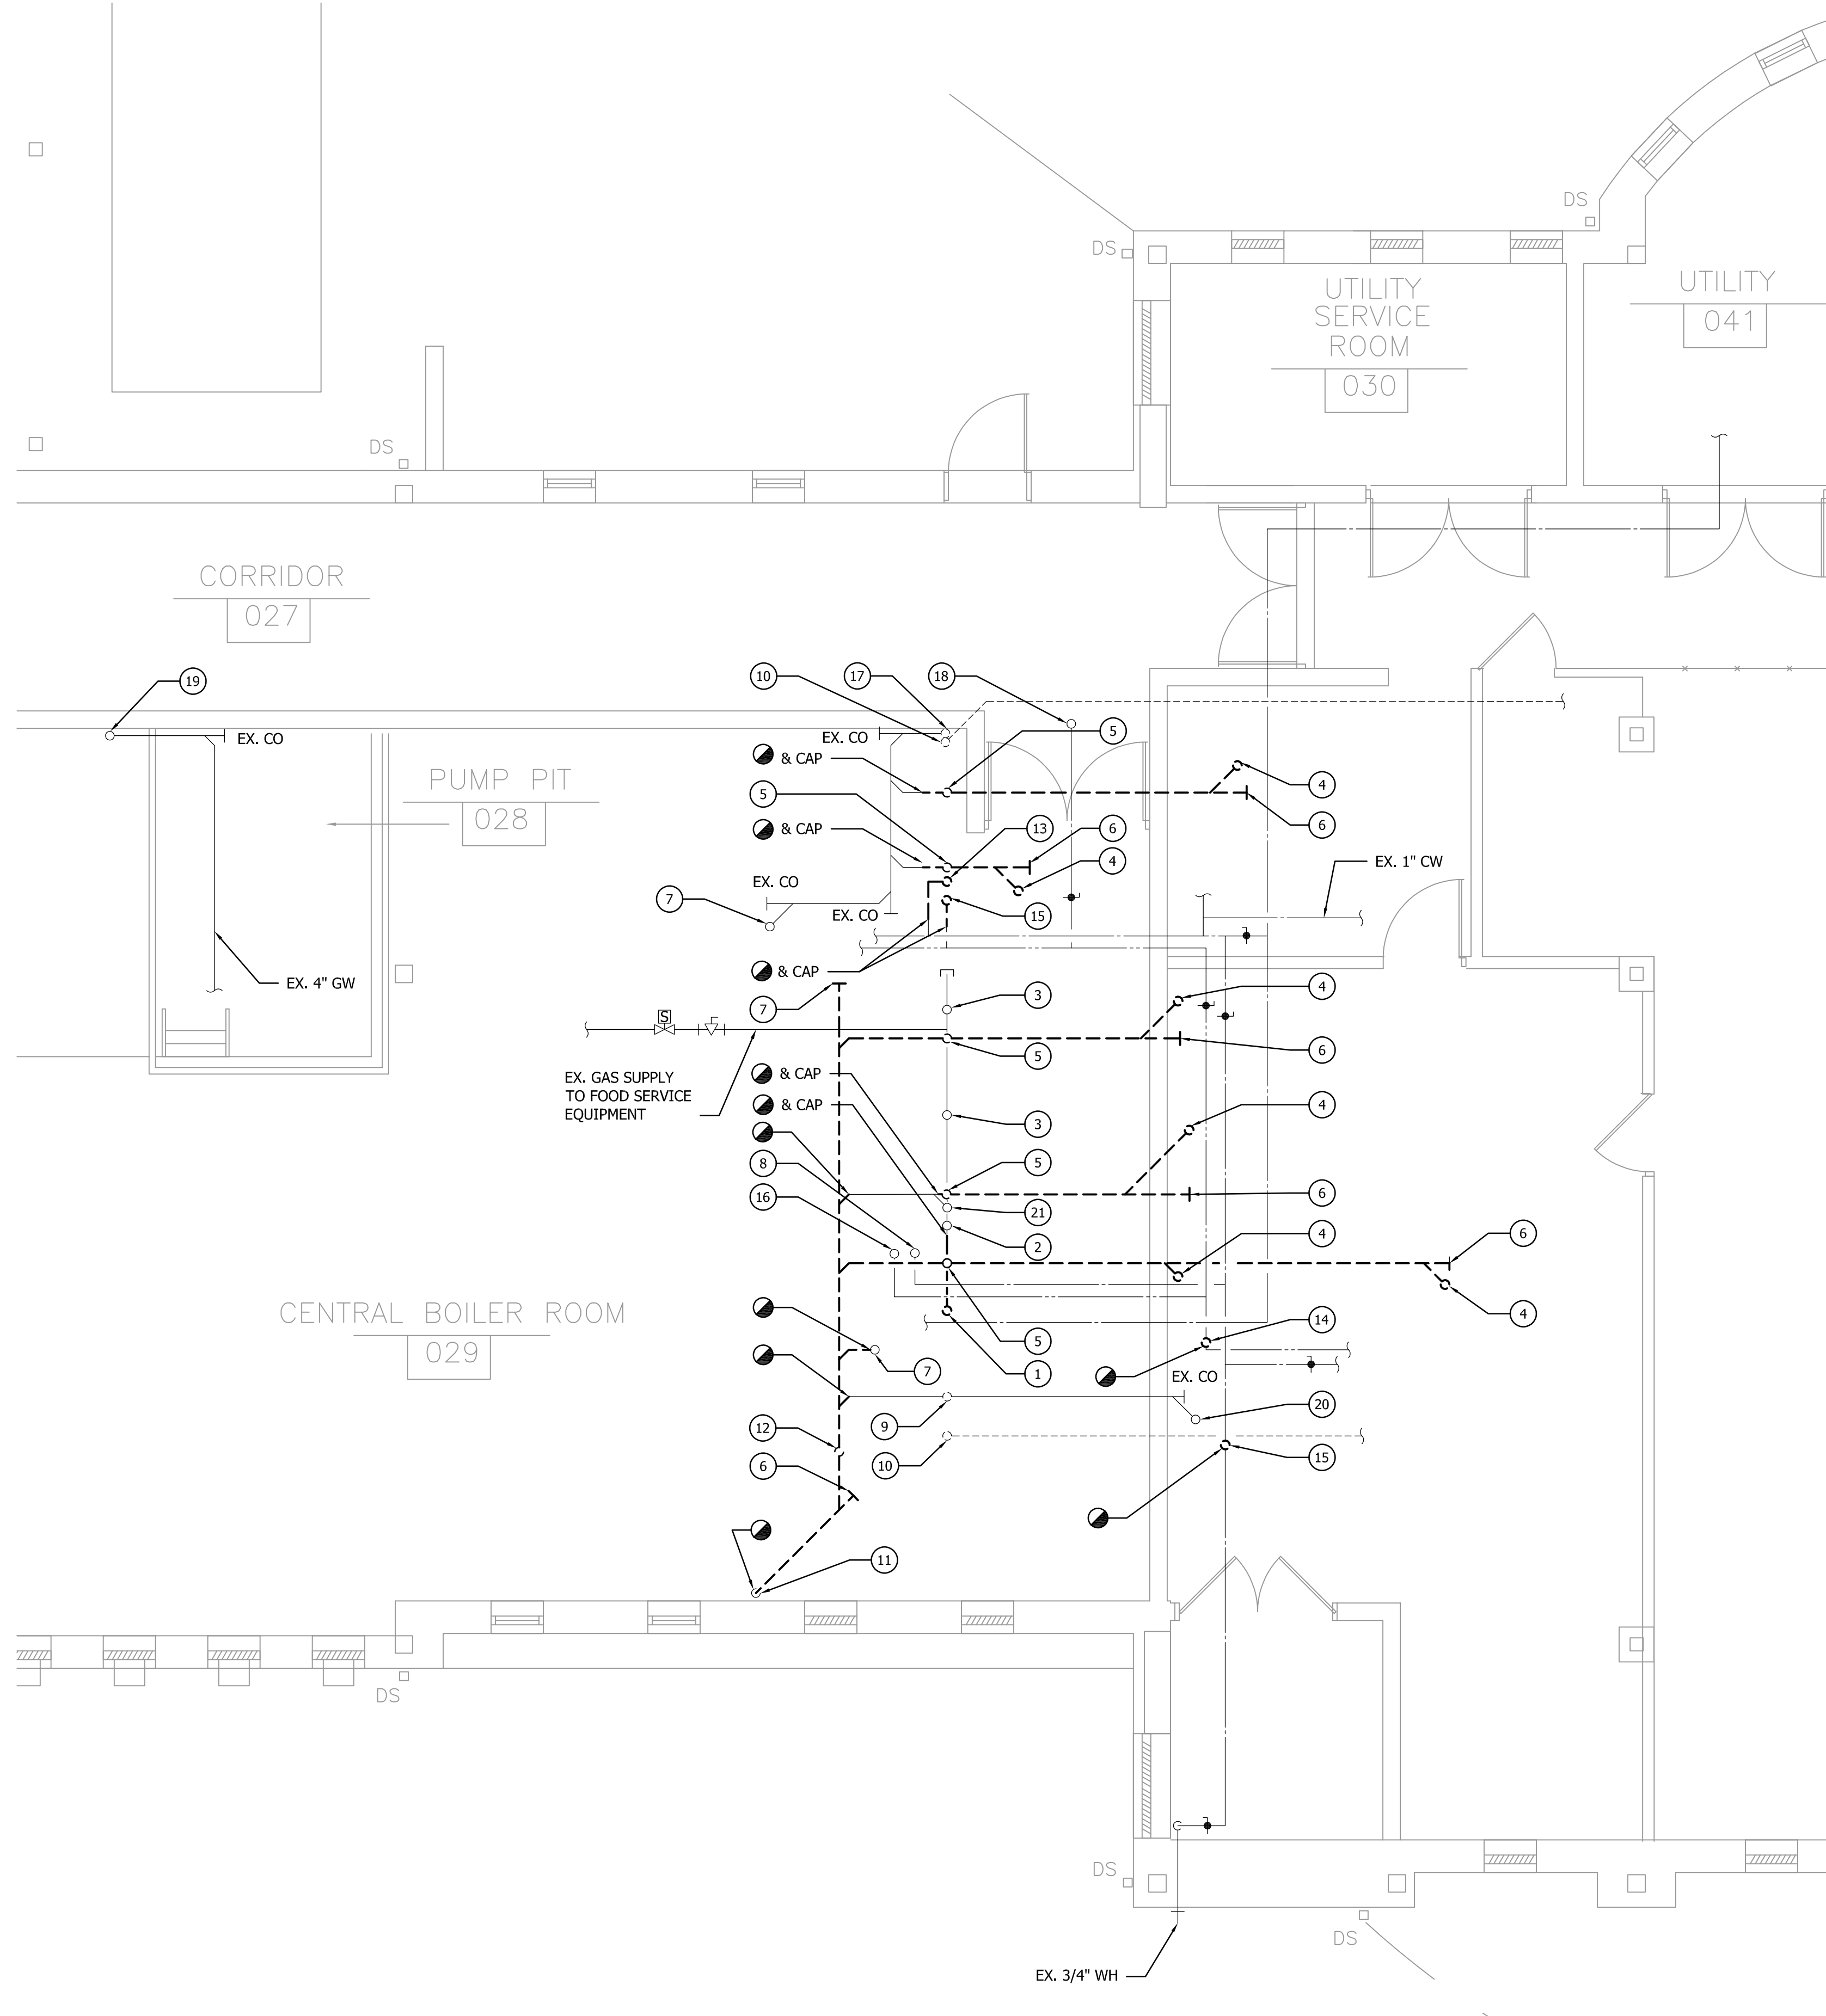 DS
DS
UTILITY
SERVICE
ROOM
030
UTILITY
041
DS
CORRIDOR
027
19
10
17
18
EX. CO
EX. CO
5
& CAP
PUMP PIT
028
5
4
& CAP
13
6
6
4
EX. 1" CW
EX. CO
7
EX. CO
15
& CAP
EX. 4" GW
4
7
3
S
5
6
EX. GAS SUPPLY
TO FOOD SERVICE
EQUIPMENT
& CAP
& CAP
4
3
8
5
16
6
21
2
4
6
CENTRAL BOILER ROOM
029
4
14
5
7
1
EX. CO
20
9
12
10
15
6
11
DS
DS
DS
EX. 3/4" WH